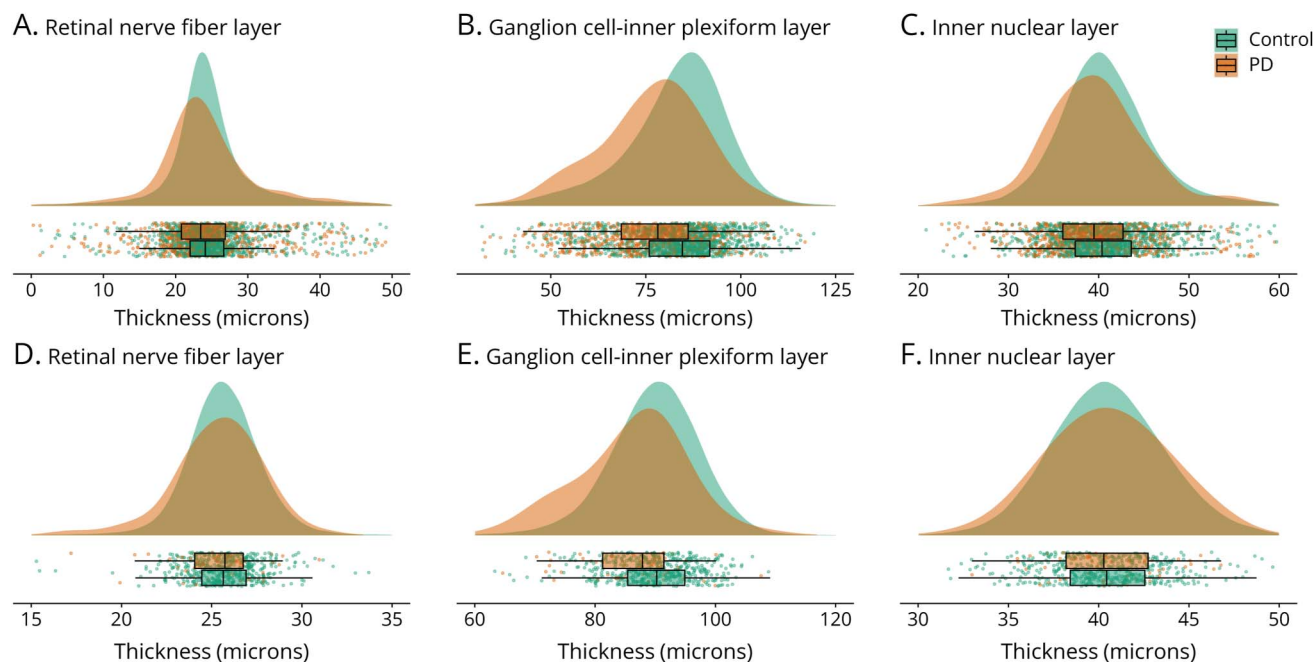 A. Retinal nerve fiber layer
B. Ganglion cell-inner plexiform layer
C. Inner nuclear layer
Control
PD
0 10 20 30 40 50
50 75 100 125
20 30 40 50 60
Thickness (microns)
Thickness (microns)
Thickness (microns)
D. Retinal nerve fiber layer
E. Ganglion cell-inner plexiform layer
F. Inner nuclear layer
15 20 25 30 35
60 80 100 120
30 35 40 45 50
Thickness (microns)
Thickness (microns)
Thickness (microns)